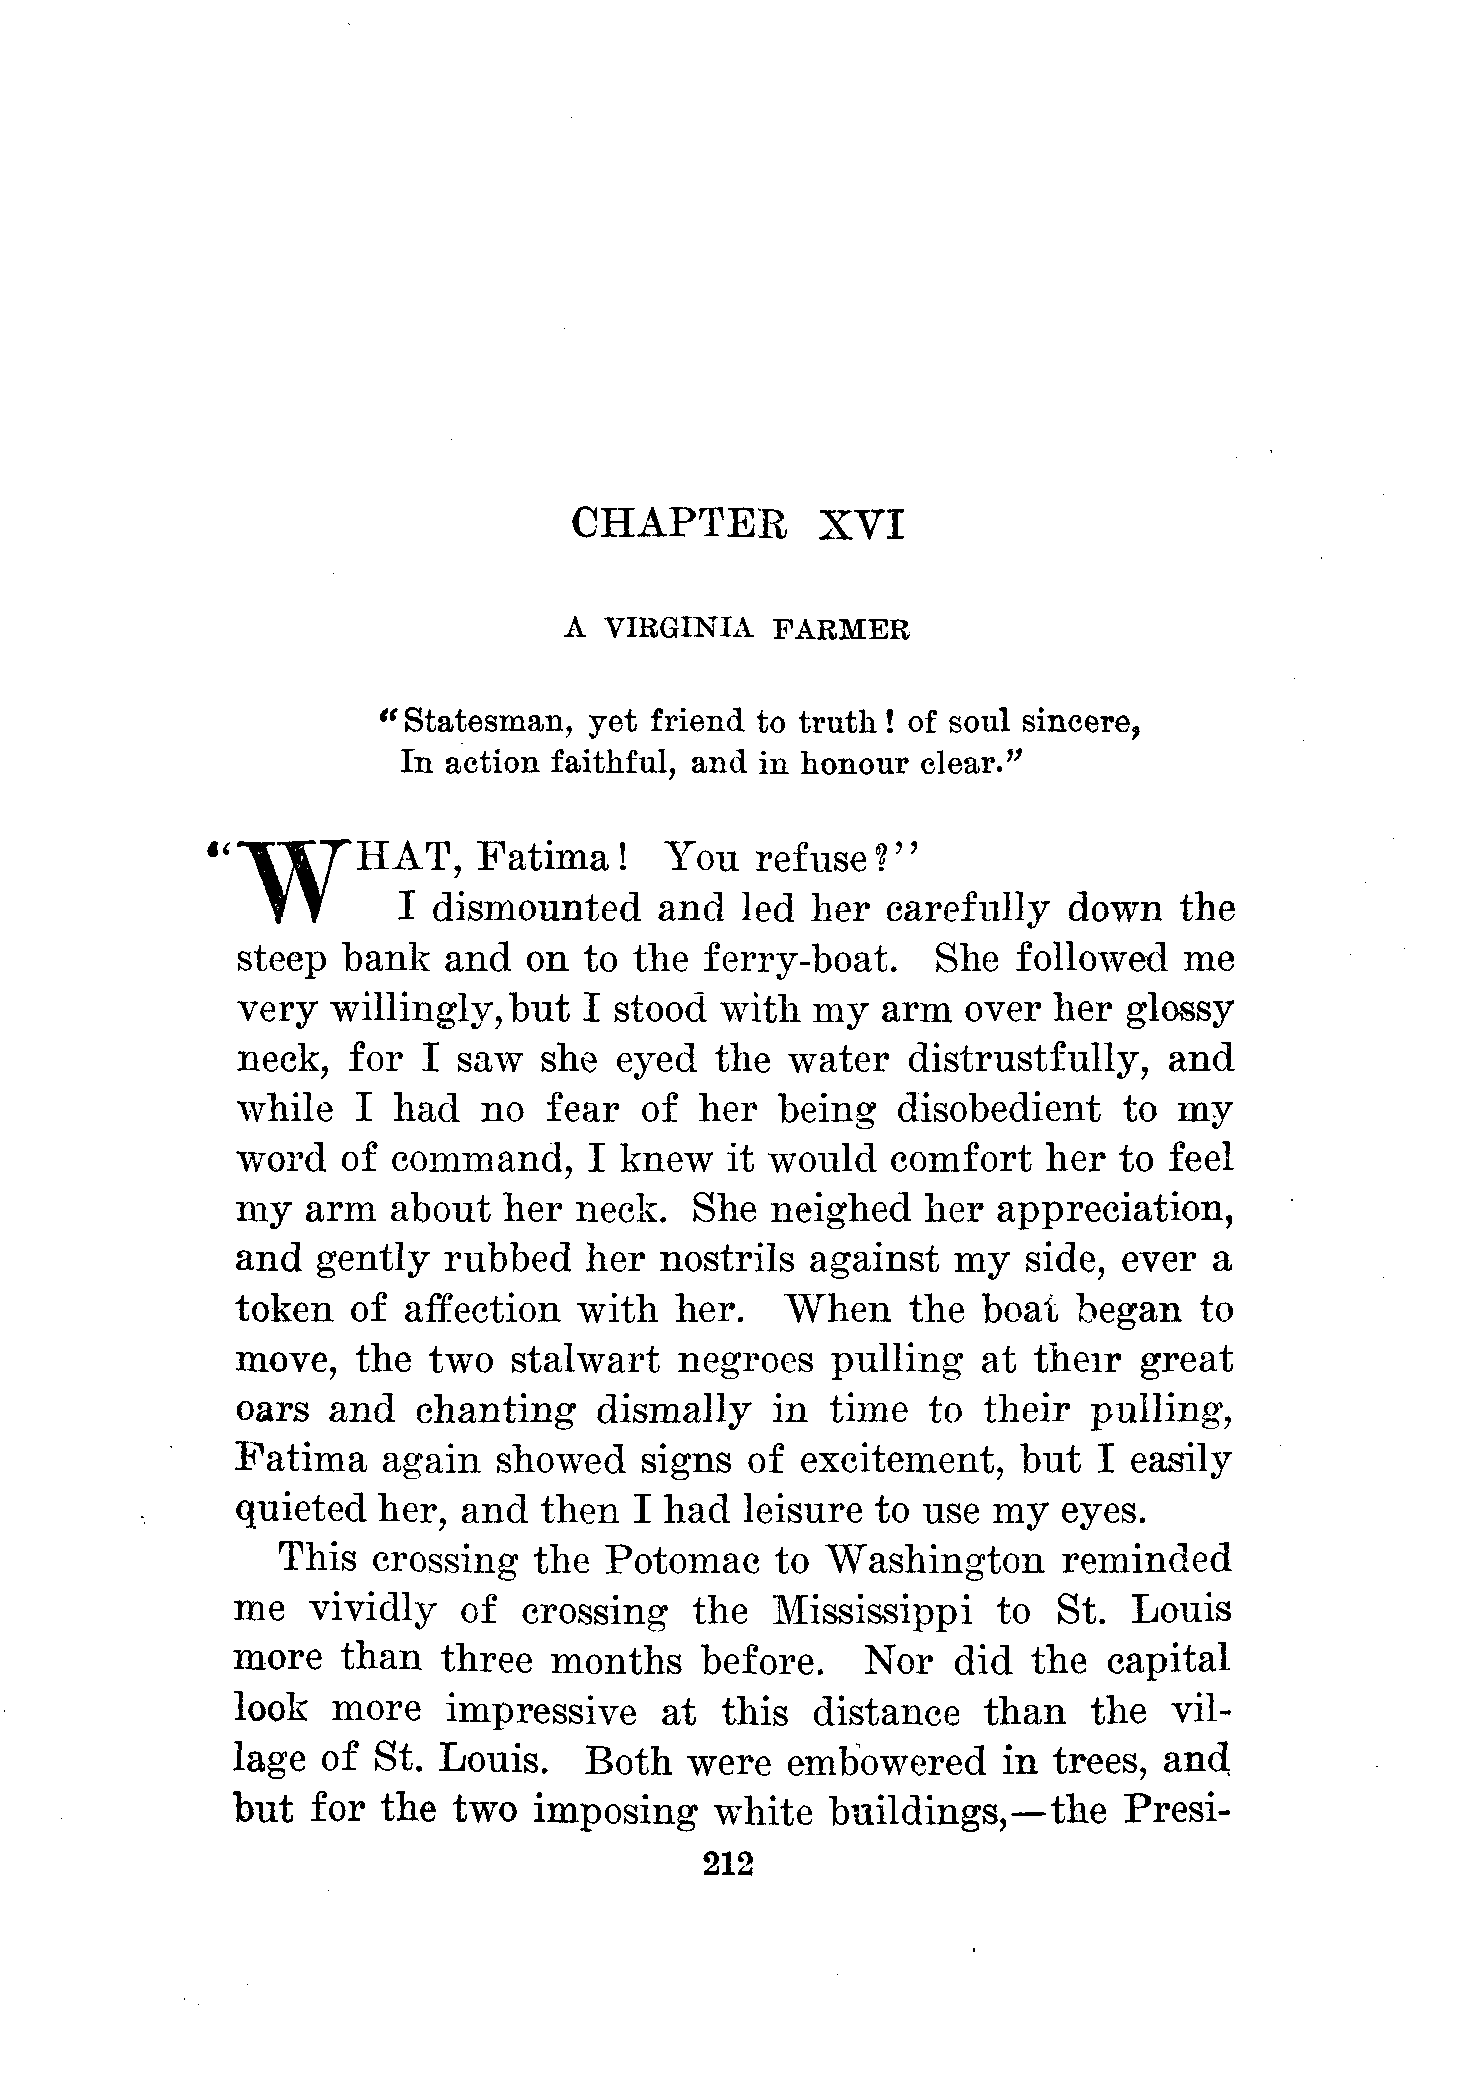 CHAPTER XVI
A VIRGINIA FARMER
"Statesman, yet friend to truth! of soul sincere,
In action faithful, and in honour clear."
"WHAT, Fatima! You refuse?"
I dismounted and led her carefully down the
steep bank and on to the ferry-boat. She followed me
very willingly, but I stood with my arm over her glossy
neck, for I saw she eyed the water distrustfully, and
while I had no fear of her being disobedient to my
word of command, I knew it would comfort her to feel
my arm about her neck. She neighed her appreciation,
and gently rubbed her nostrils against my side, ever a
token of affection with her. When the boat began to
move, the two stalwart negroes pulling at their great
oars and chanting dismally in time to their pulling,
Fatima again showed signs of excitement, but I easily
quieted her, and then I had leisure to use my eyes.
This crossing the Potomac to Washington reminded
me vividly of crossing the Mississippi to St. Louis
more than three months before. Nor did the capital
look more impressive at this distance than the vil-
lage of St. Louis. Both were embowered in trees, and
but for the two imposing white buildings,—the Presi-
212